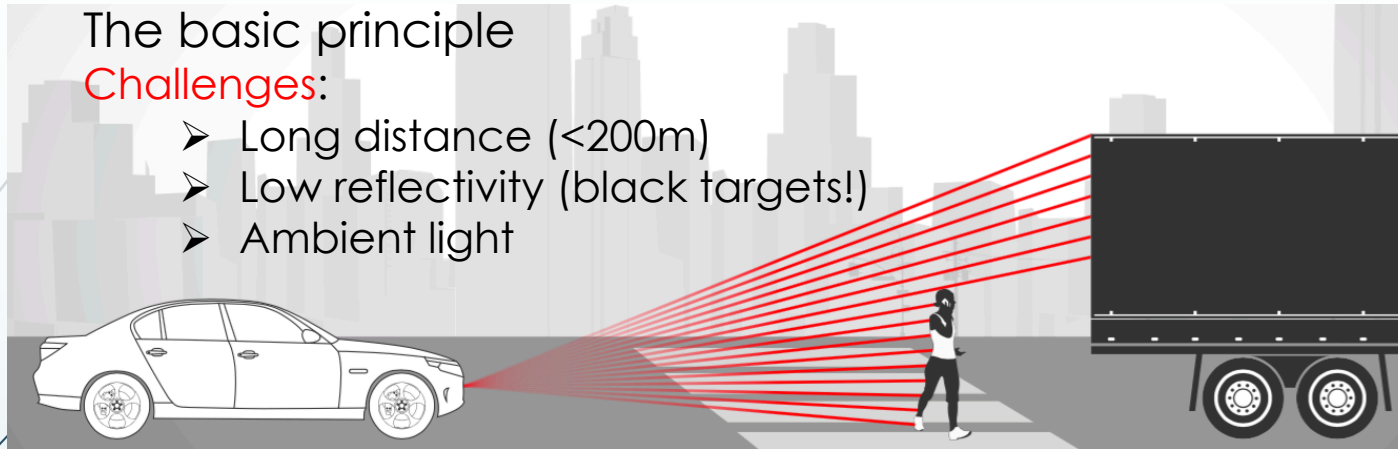 The basic principle
Challenges:
➢ Long distance (<200m)
➢ Low reflectivity (black targets!)
➢ Ambient light